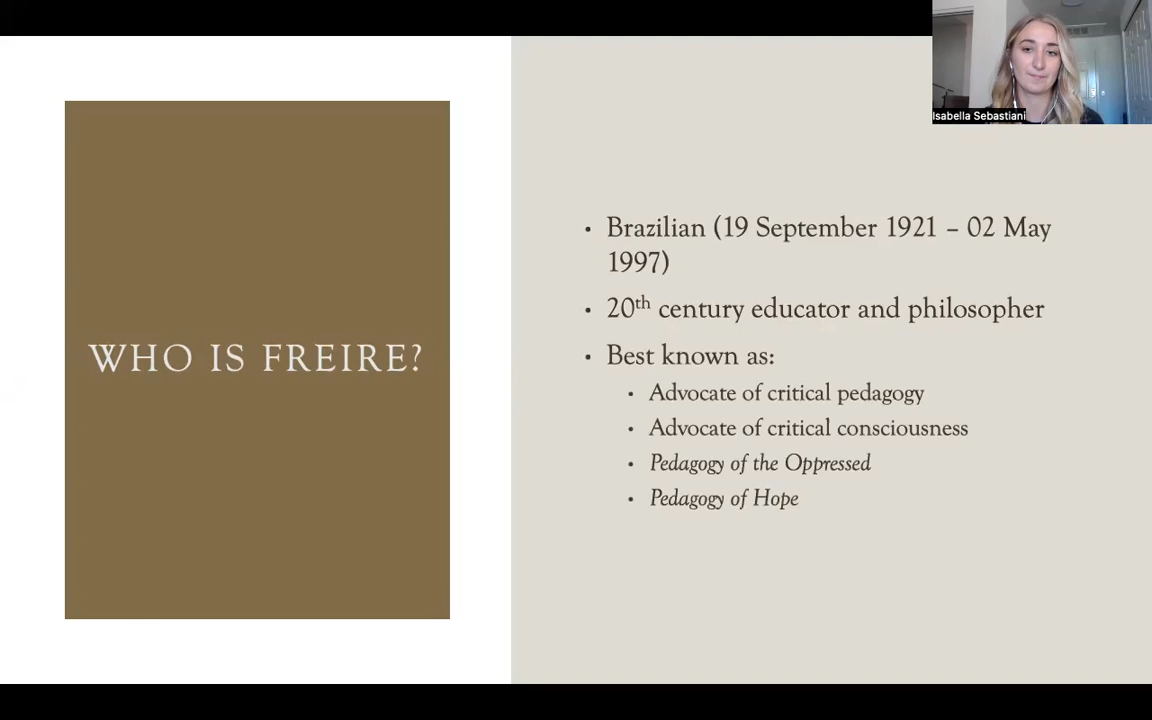 Isabella Sebastiani
WHO IS FREIRE?
• Brazilian (19 September 1921 – 02 May
1997)
• 20th century educator and philosopher
• Best known as:
• Advocate of critical pedagogy
• Advocate of critical consciousness
• Pedagogy of the Oppressed
• Pedagogy of Hope